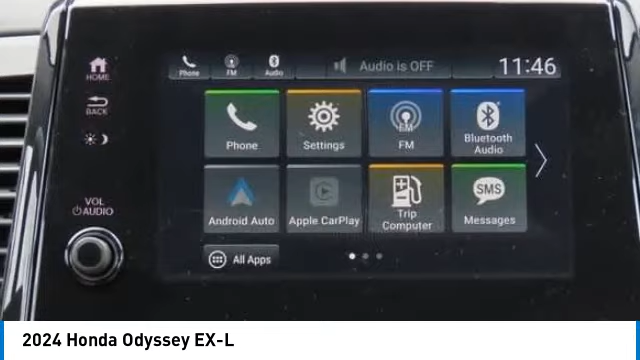 HOME
Phone
FM
Audio
Audio is OFF
11:46
BACK
VOL
AUDIO
Phone
Settings
FM
FM
Bluetooth
Audio
Android Auto
Apple CarPlay
Trip
Computer
SMS
Messages
All Apps
2024 Honda Odyssey EX-L